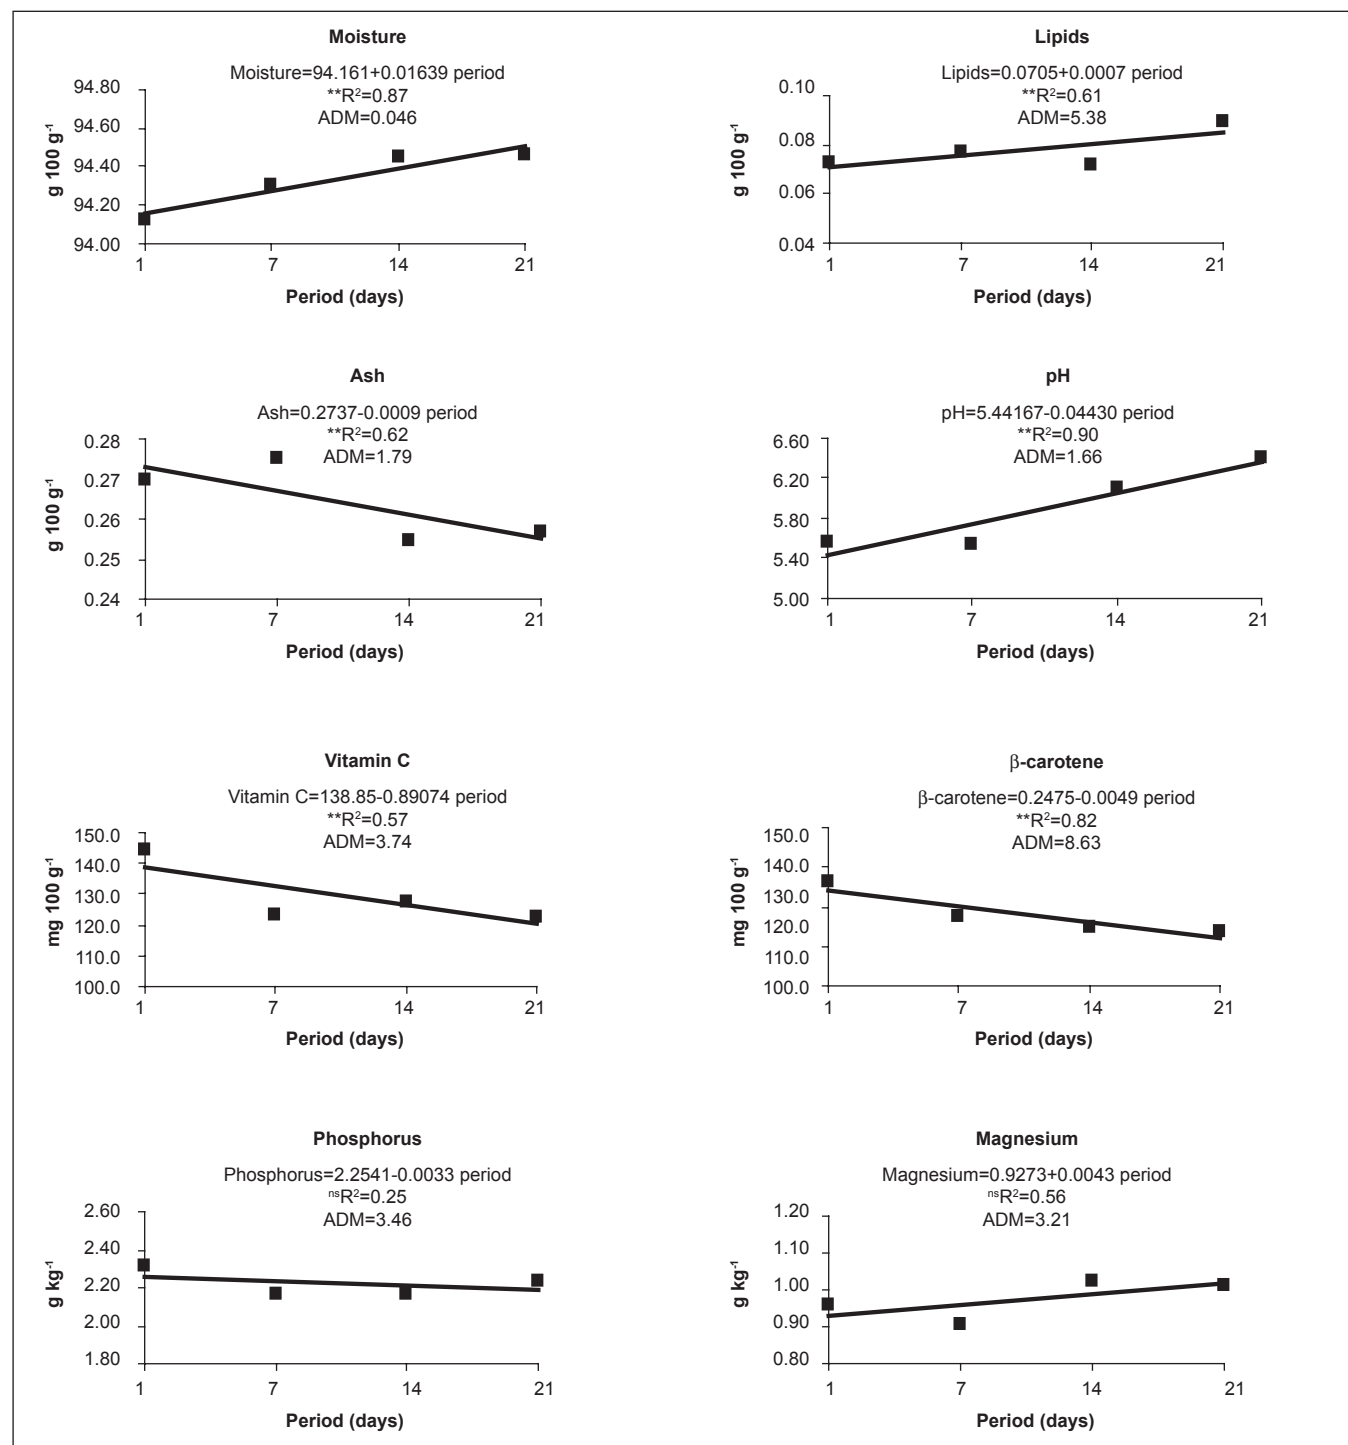 Moisture
Moisture=94.161+0.01639 period
**R²=0.87
ADM=0.046
94.80
94.60
94.40
94.20
94.00
g 100 g⁻¹
1 7 14 21
Period (days)
Lipids
Lipids=0.0705+0.0007 period
**R²=0.61
ADM=5.38
0.10
0.08
0.06
0.04
g 100 g⁻¹
1 7 14 21
Period (days)
Ash
Ash=0.2737-0.0009 period
**R²=0.62
ADM=1.79
0.28
0.27
0.26
0.25
0.24
g 100 g⁻¹
1 7 14 21
Period (days)
pH
pH=5.44167-0.04430 period
**R²=0.90
ADM=1.66
6.60
6.20
5.80
5.40
5.00
1 7 14 21
Period (days)
Vitamin C
Vitamin C=138.85-0.89074 period
**R²=0.57
ADM=3.74
150.0
140.0
130.0
120.0
110.0
100.0
mg 100 g⁻¹
1 7 14 21
Period (days)
β-carotene
β-carotene=0.2475-0.0049 period
**R²=0.82
ADM=8.63
150.0
140.0
130.0
120.0
110.0
100.0
mg 100 g⁻¹
1 7 14 21
Period (days)
Phosphorus
Phosphorus=2.2541-0.0033 period
ⁿˢR²=0.25
ADM=3.46
2.60
2.40
2.20
2.00
1.80
g kg⁻¹
1 7 14 21
Period (days)
Magnesium
Magnesium=0.9273+0.0043 period
ⁿˢR²=0.56
ADM=3.21
1.20
1.10
1.00
0.90
0.80
g kg⁻¹
1 7 14 21
Period (days)